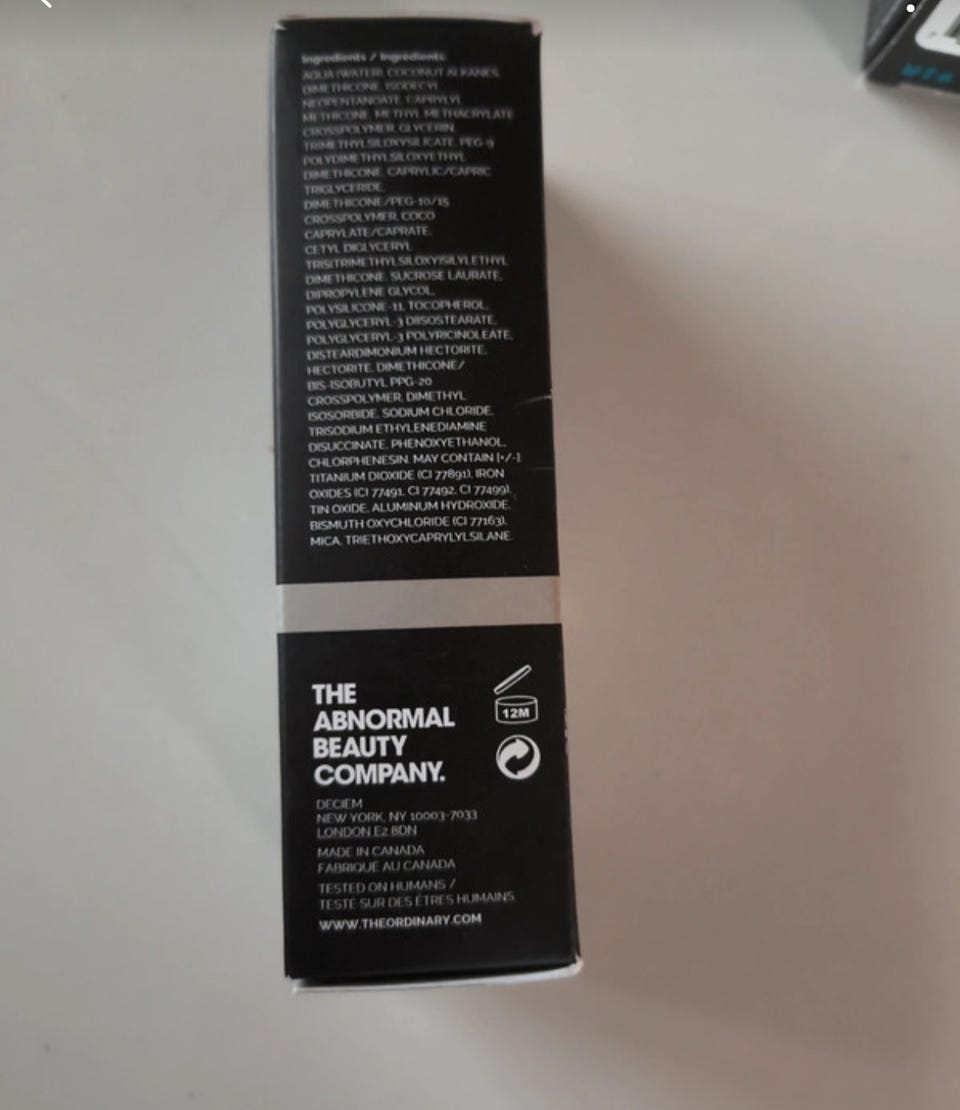 Ingredients / Ingrédients
AQUA (WATER), COCONUT ALKANES,
DIMETHICONE, ISODECYL
NEOPENTANOATE, CAPRYLYL
METHICONE, METHYL METHACRYLATE
CROSSPOLYMER, GLYCERIN,
TRIMETHYLSILOXYSILICATE, PEG-9
POLYDIMETHYLSILOXYETHYL
DIMETHICONE, CAPRYLIC/CAPRIC
TRIGLYCERIDE,
DIMETHICONE/PEG-10/15
CROSSPOLYMER, COCO
CAPRYLATE/CAPRATE,
CETYL DIGLYCERYL
TRIS(TRIMETHYLSILOXY)SILYLETHYL
DIMETHICONE, SUCROSE LAURATE,
DIPROPYLENE GLYCOL,
POLYSILICONE-11, TOCOPHEROL,
POLYGLYCERYL-3 DIISOSTEARATE,
POLYGLYCERYL-3 POLYRICINOLEATE,
DISTEARDIMONIUM HECTORITE,
HECTORITE, DIMETHICONE/
BIS-ISOBUTYL PPG-20
CROSSPOLYMER, DIMETHYL
ISOSORBIDE, SODIUM CHLORIDE,
TRISODIUM ETHYLENEDIAMINE
DISUCCINATE, PHENOXYETHANOL,
CHLORPHENESIN. MAY CONTAIN [+/-]:
TITANIUM DIOXIDE (CI 77891), IRON
OXIDES (CI 77491, CI 77492, CI 77499),
TIN OXIDE, ALUMINUM HYDROXIDE,
BISMUTH OXYCHLORIDE (CI 77163),
MICA, TRIETHOXYCAPRYLYLSILANE.
THE
ABNORMAL
BEAUTY
COMPANY.
12M
DECIEM
NEW YORK, NY 10003-7033
LONDON E2 8DN
MADE IN CANADA
FABRIQUÉ AU CANADA
TESTED ON HUMANS /
TESTÉ SUR DES ÊTRES HUMAINS
WWW.THEORDINARY.COM